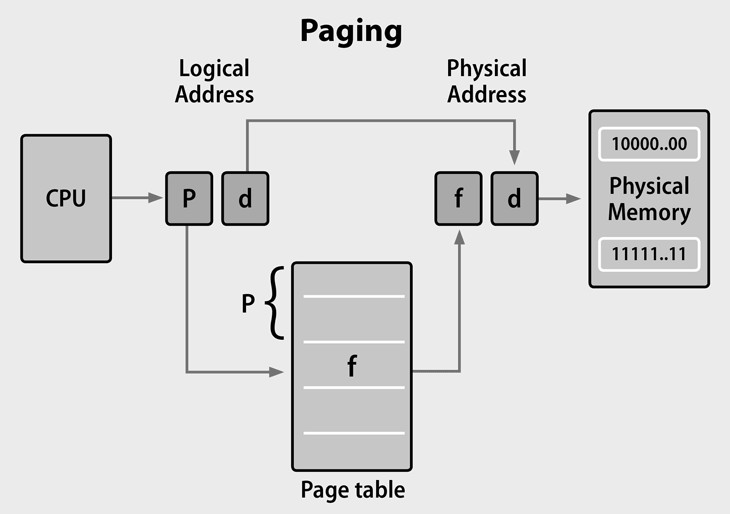 Paging
Logical
Address
Physical
Address
CPU
P
d
f
d
10000..00
Physical
Memory
11111..11
P
f
Page table